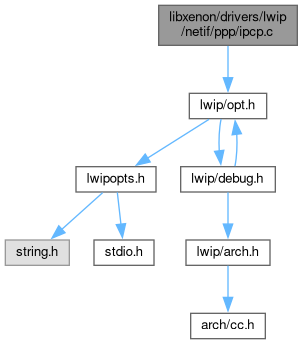 libxenon/drivers/lwip
/netif/ppp/ipcp.c
lwip/opt.h
lwipopts.h
lwip/debug.h
string.h
stdio.h
lwip/arch.h
arch/cc.h